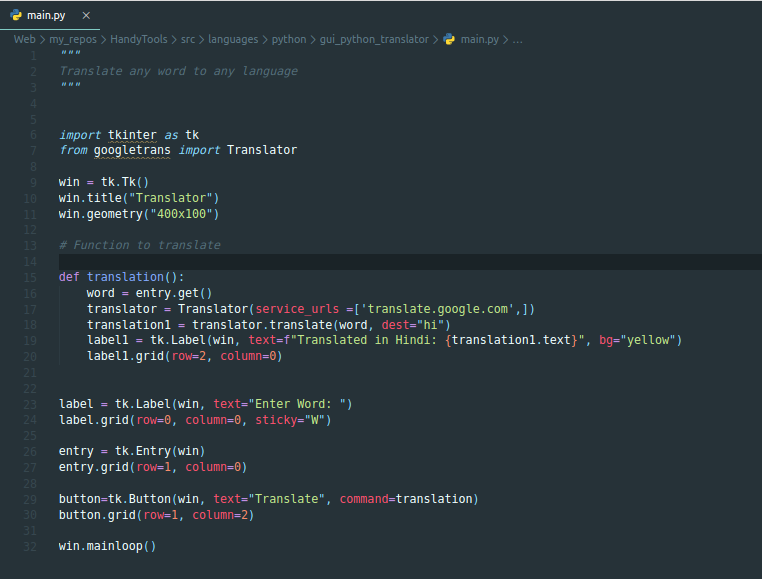 main.py ×
Web > my_repos > HandyTools > src > languages > python > gui_python_translator > main.py > ...
1 """
2 Translate any word to any language
3 """
4
5
6 import tkinter as tk
7 from googletrans import Translator
8
9 win = tk.Tk()
10 win.title("Translator")
11 win.geometry("400x100")
12
13 # Function to translate
14
15 def translation():
16     word = entry.get()
17     translator = Translator(service_urls =['translate.google.com',])
18     translation1 = translator.translate(word, dest="hi")
19     label1 = tk.Label(win, text=f"Translated in Hindi: {translation1.text}", bg="yellow")
20     label1.grid(row=2, column=0)
21
22
23 label = tk.Label(win, text="Enter Word: ")
24 label.grid(row=0, column=0, sticky="W")
25
26 entry = tk.Entry(win)
27 entry.grid(row=1, column=0)
28
29 button=tk.Button(win, text="Translate", command=translation)
30 button.grid(row=1, column=2)
31
32 win.mainloop()